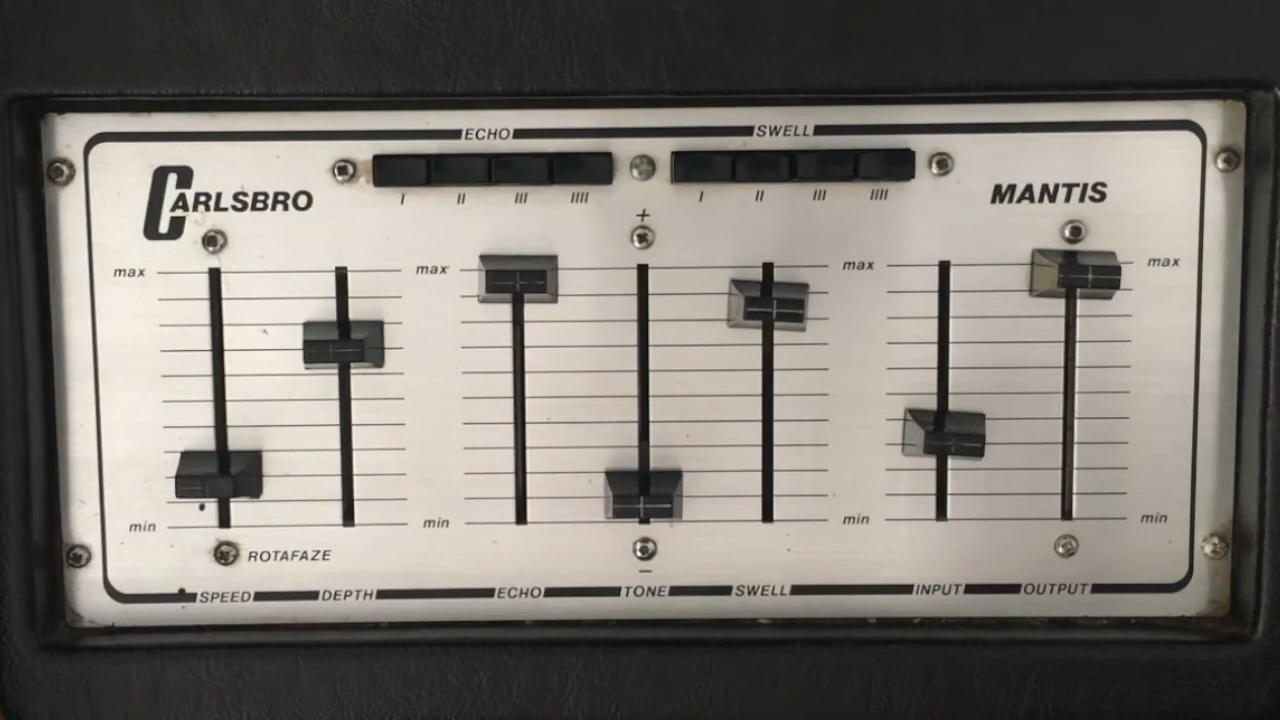 ECHO SWELL
CARLSBRO MANTIS
I II III IIII I II III IIII
+
max max max max
min min min min
ROTAFAZE
–
SPEED DEPTH ECHO TONE SWELL INPUT OUTPUT